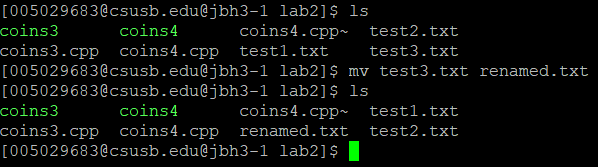 [005029683@csusb.edu@jbh3-1 lab2]$ ls
coins3 coins4 coins4.cpp~ test2.txt
coins3.cpp coins4.cpp test1.txt test3.txt
[005029683@csusb.edu@jbh3-1 lab2]$ mv test3.txt renamed.txt
[005029683@csusb.edu@jbh3-1 lab2]$ ls
coins3 coins4 coins4.cpp~ test1.txt
coins3.cpp coins4.cpp renamed.txt test2.txt
[005029683@csusb.edu@jbh3-1 lab2]$